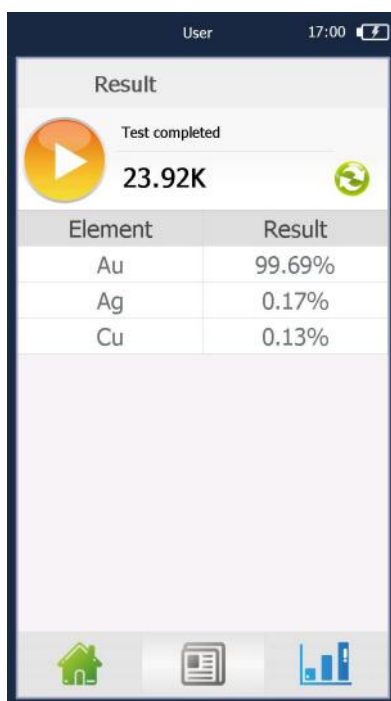 User 17:00
Result
Test completed
23.92K
Element Result
Au 99.69%
Ag 0.17%
Cu 0.13%